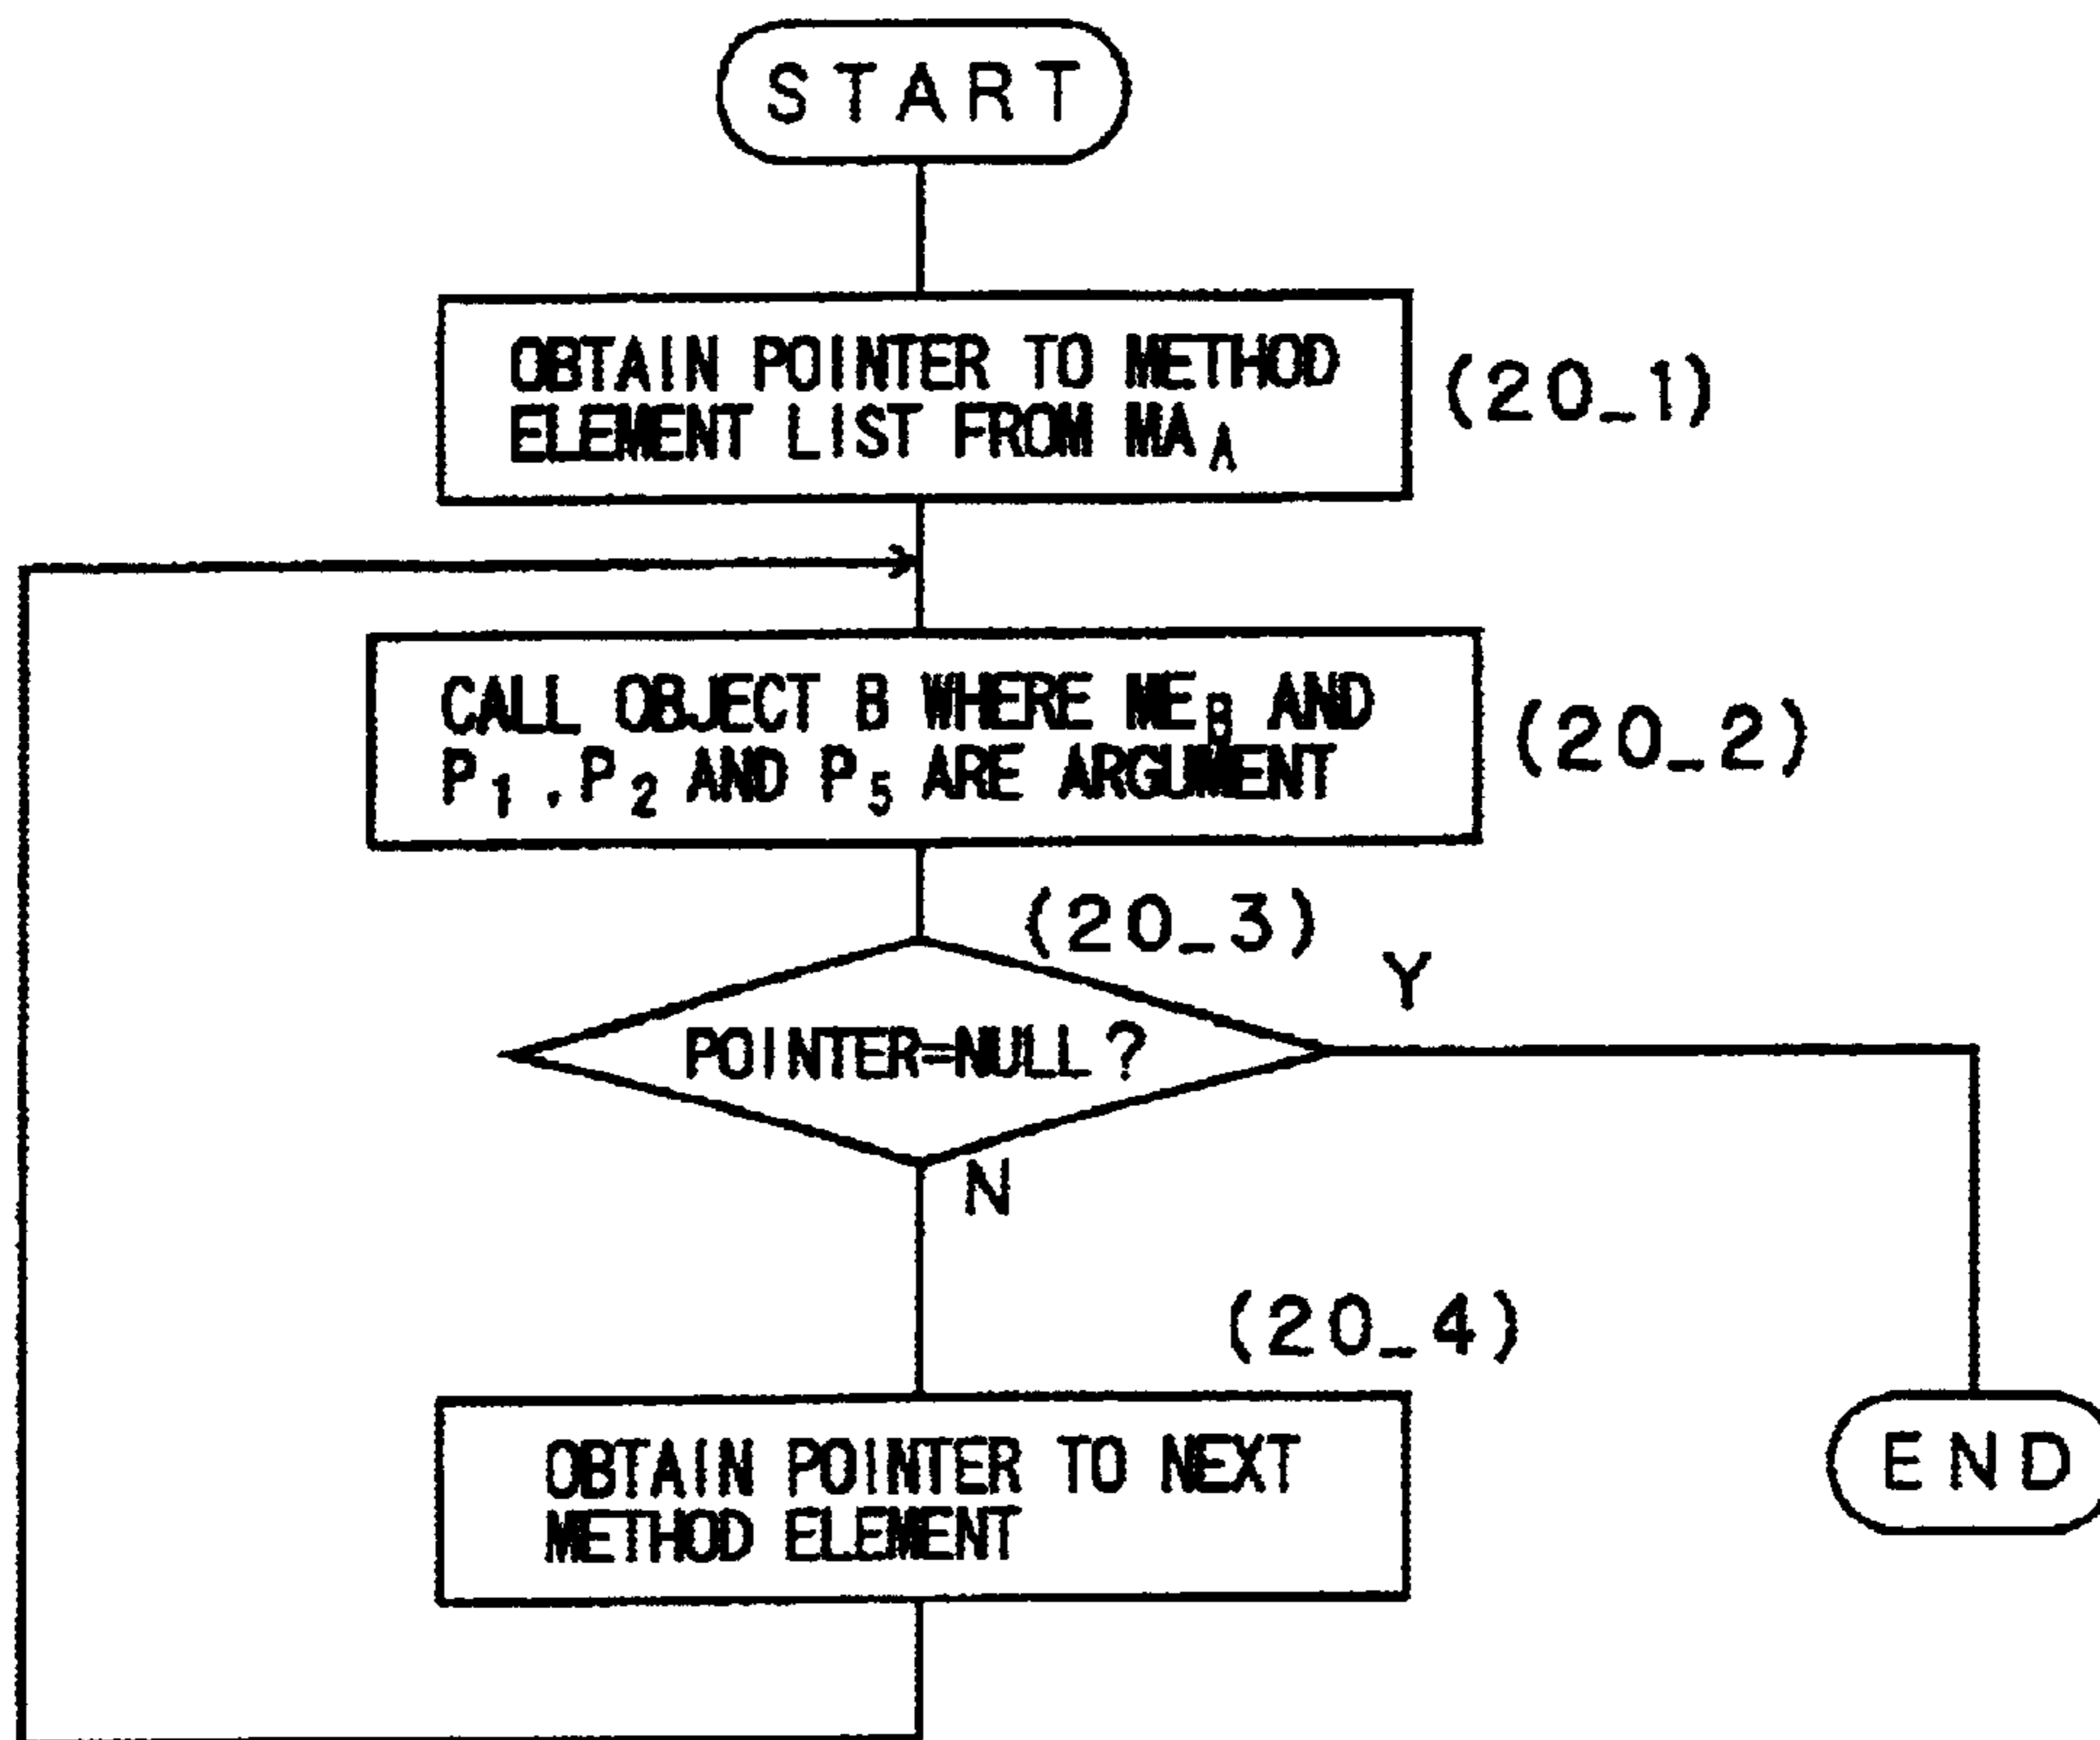 START
OBTAIN POINTER TO METHOD
ELEMENT LIST FROM MA_A
(20_1)
CALL OBJECT B WHERE ME_B AND
P_1, P_2 AND P_5 ARE ARGUMENT
(20_2)
(20_3)
Y
POINTER=NULL?
N
(20_4)
OBTAIN POINTER TO NEXT
METHOD ELEMENT
END